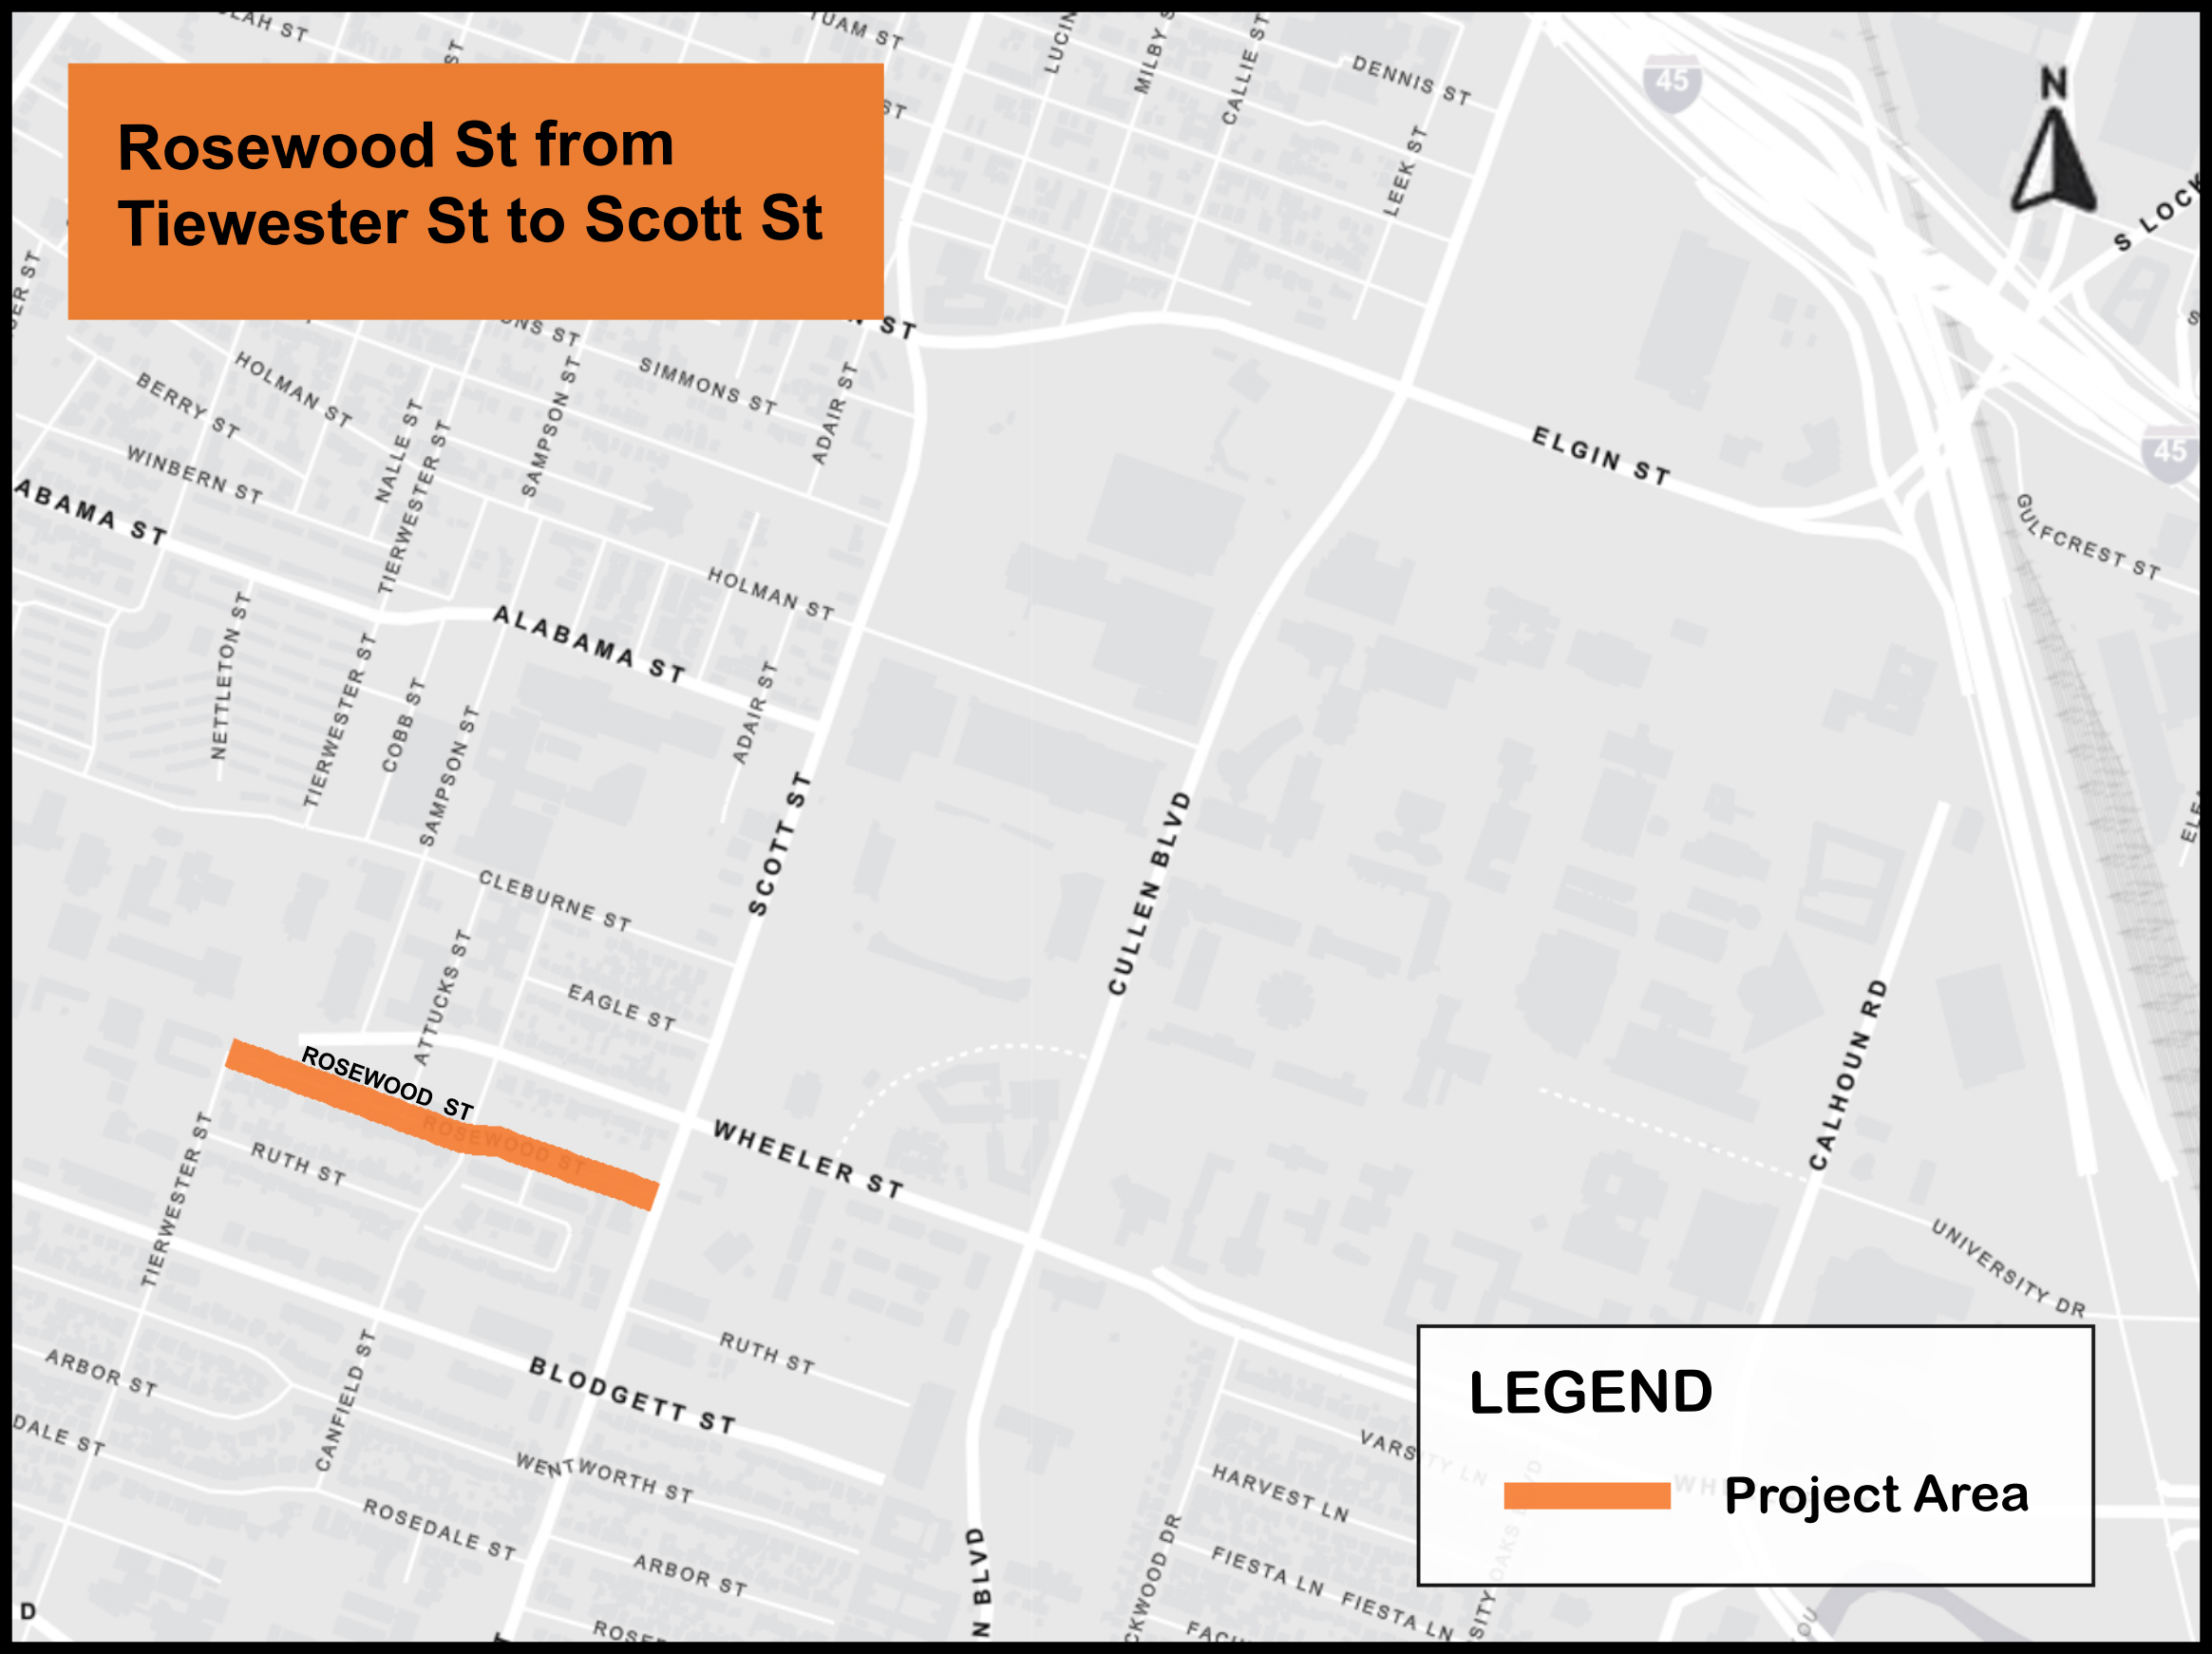 Rosewood St from
Tiewester St to Scott St
N
45
45
TUAM ST
DENNIS ST
CALLIE ST
LEEK ST
ELGIN ST
GULFCREST ST
HOLMAN ST
BERRY ST
WINBERN ST
NALLE ST
TIERWESTER ST
SAMPSON ST
SIMMONS ST
ADAIR ST
ALABAMA ST
HOLMAN ST
NETTLETON ST
TIERWESTER ST
COBB ST
SAMPSON ST
ADAIR ST
SCOTT ST
CULLEN BLVD
CLEBURNE ST
EAGLE ST
ATTUCKS ST
ROSEWOOD ST
ROSEWOOD ST
RUTH ST
TIERWESTER ST
WHEELER ST
CALHOUN RD
UNIVERSITY DR
RUTH ST
BLODGETT ST
ARBOR ST
CANFIELD ST
WENTWORTH ST
ROSEDALE ST
ARBOR ST
HARVEST LN
FIESTA LN
FIESTA LN
VARSITY LN
LEGEND
Project Area